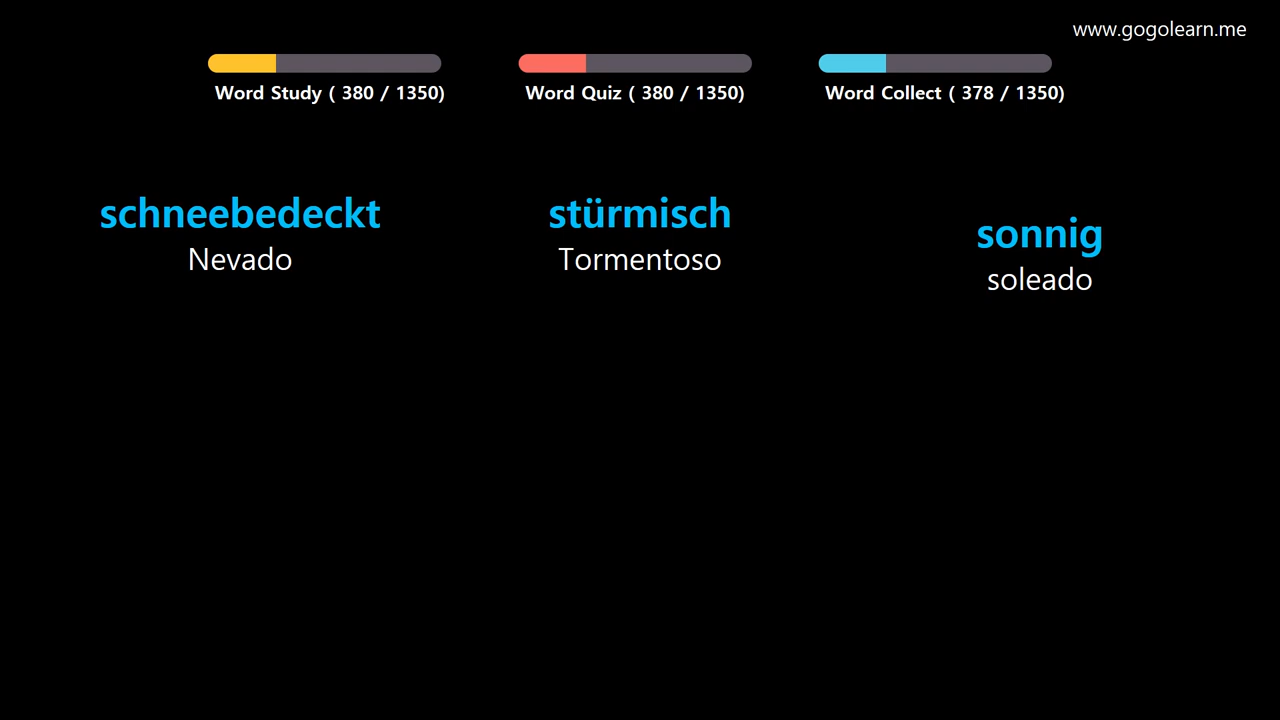 www.gogolearn.me
Word Study ( 380 / 1350)
Word Quiz ( 380 / 1350)
Word Collect ( 378 / 1350)
schneebedeckt
Nevado
stürmisch
Tormentoso
sonnig
soleado